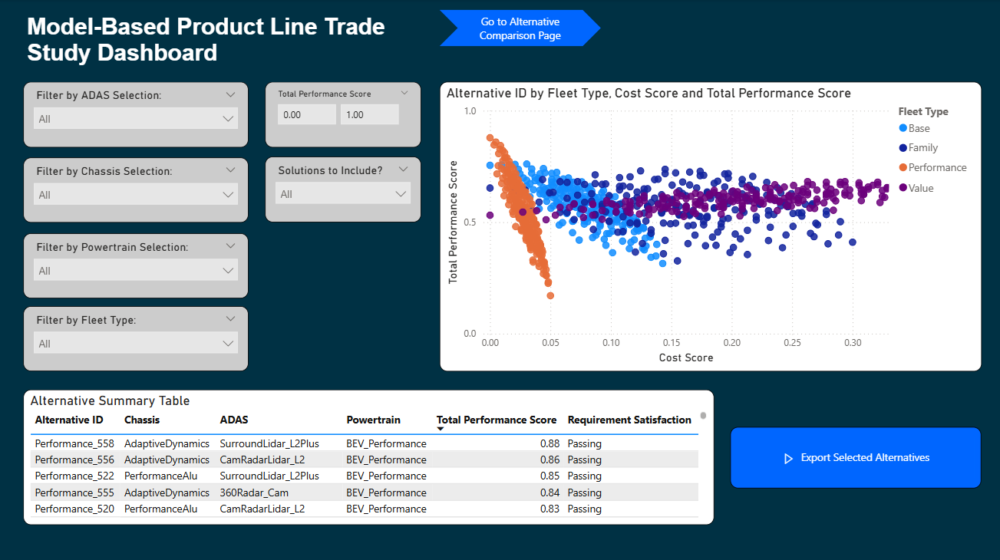 Model-Based Product Line Trade
Study Dashboard
Go to Alternative
Comparison Page
Filter by ADAS Selection:
All
Total Performance Score
0.00 1.00
Filter by Chassis Selection:
All
Solutions to Include?
All
Filter by Powertrain Selection:
All
Filter by Fleet Type:
All
Alternative ID by Fleet Type, Cost Score and Total Performance Score
Fleet Type
Base
Family
Performance
Value
Total Performance Score
1.0
0.5
0.0
0.00 0.05 0.10 0.15 0.20 0.25 0.30
Cost Score
Alternative Summary Table
Alternative ID Chassis ADAS Powertrain Total Performance Score Requirement Satisfaction
Performance_558 AdaptiveDynamics SurroundLidar_L2Plus BEV_Performance 0.88 Passing
Performance_556 AdaptiveDynamics CamRadarLidar_L2 BEV_Performance 0.86 Passing
Performance_522 PerformanceAlu SurroundLidar_L2Plus BEV_Performance 0.85 Passing
Performance_555 AdaptiveDynamics 360Radar_Cam BEV_Performance 0.84 Passing
Performance_520 PerformanceAlu CamRadarLidar_L2 BEV_Performance 0.83 Passing
Export Selected Alternatives